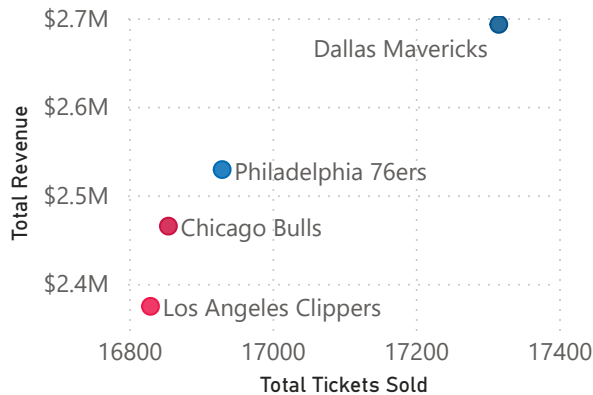 $2.7M
Dallas Mavericks
$2.6M
Total Revenue
Philadelphia 76ers
$2.5M
Chicago Bulls
$2.4M
Los Angeles Clippers
16800 17000 17200 17400
Total Tickets Sold